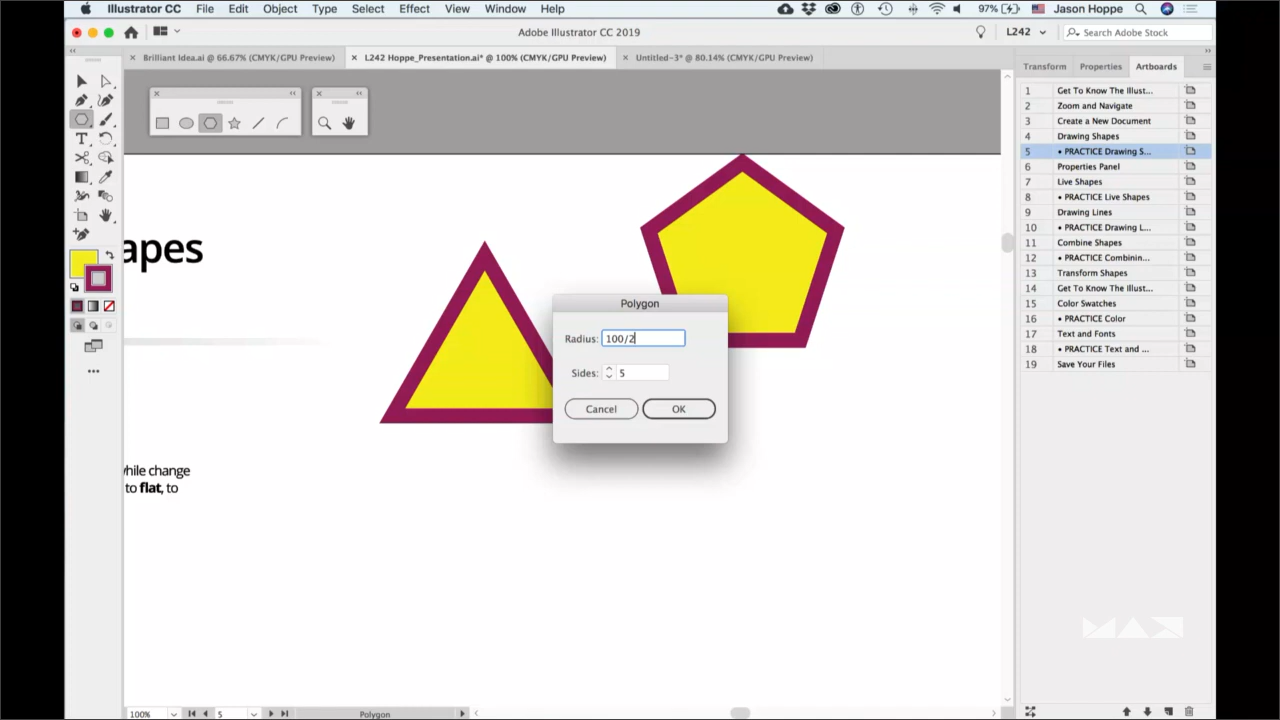 Illustrator CC File Edit Object Type Select Effect View Window Help 97% Jason Hoppe
Adobe Illustrator CC 2019 L242 Search Adobe Stock
× Brilliant Idea.ai @ 66.67% (CMYK/GPU Preview) × L242 Hoppe_Presentation.ai* @ 100% (CMYK/GPU Preview) × Untitled-3* @ 80.14% (CMYK/GPU Preview)
Transform Properties Artboards
1 Get To Know The Illust...
2 Zoom and Navigate
3 Create a New Document
4 Drawing Shapes
5 • PRACTICE Drawing S...
6 Properties Panel
7 Live Shapes
8 • PRACTICE Live Shapes
9 Drawing Lines
10 • PRACTICE Drawing L...
11 Combine Shapes
12 • PRACTICE Combinin...
13 Transform Shapes
14 Get To Know The Illust...
15 Color Swatches
16 • PRACTICE Color
17 Text and Fonts
18 • PRACTICE Text and ...
19 Save Your Files
apes
Polygon
Radius: 100/2
Sides: 5
Cancel OK
while change
to flat, to
MAX
100% 5 Polygon